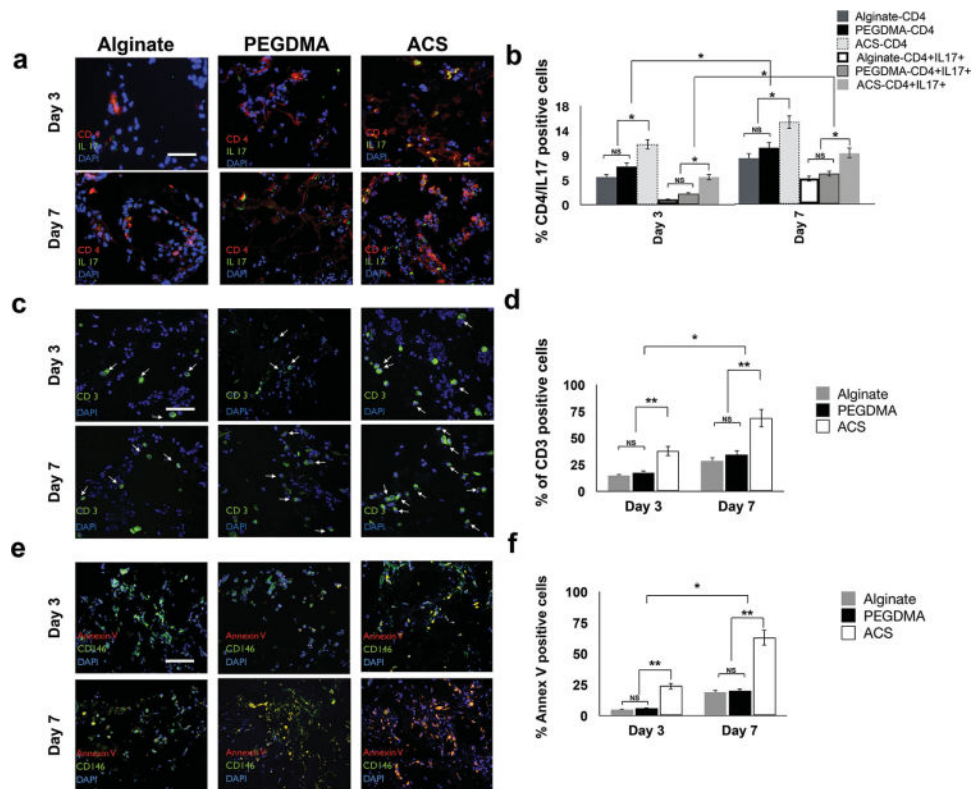 Alginate PEGDMA ACS
a
Day 3
CD 4
IL 17
DAPI
Day 7
CD 4
IL 17
DAPI
CD 4
IL 17
DAPI
CD 4
IL 17
DAPI
CD 4
IL 17
DAPI
CD 4
IL 17
DAPI
b
Alginate-CD4
PEGDMA-CD4
ACS-CD4
Alginate-CD4+IL17+
PEGDMA-CD4+IL17+
ACS-CD4+IL17+
% CD4/IL17 positive cells
18
14
9
5
0
* * * * * *
NS NS NS NS
Day 3 Day 7
c
Day 3
CD 3
DAPI
CD 3
DAPI
CD 3
DAPI
Day 7
CD 3
DAPI
CD 3
DAPI
CD 3
DAPI
d
% of CD3 positive cells
100
75
50
25
0
*
** **
NS NS
Day 3 Day 7
Alginate
PEGDMA
ACS
e
Day 3
Annexin V
CD146
DAPI
Annexin V
CD146
DAPI
Annexin V
CD146
DAPI
Day 7
Annexin V
CD146
DAPI
Annexin V
CD146
DAPI
Annexin V
CD146
DAPI
f
% Annex V positive cells
100
75
50
25
0
*
** **
NS NS
Day 3 Day 7
Alginate
PEGDMA
ACS